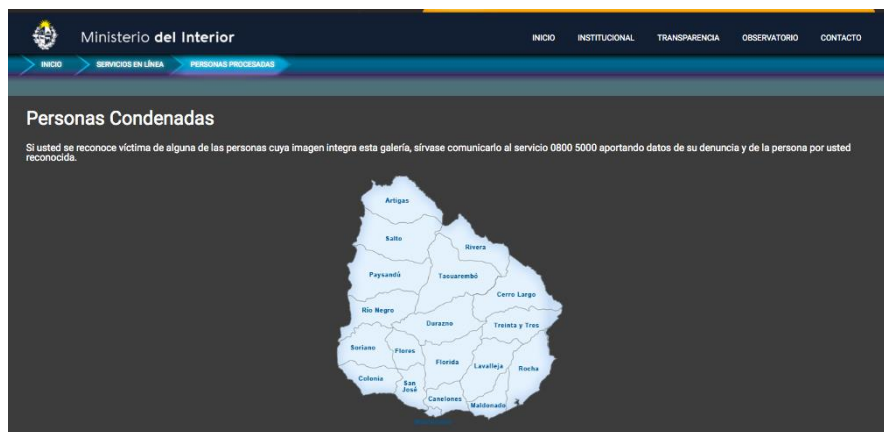 Ministerio del Interior
INICIO INSTITUCIONAL TRANSPARENCIA OBSERVATORIO CONTACTO
INICIO SERVICIOS EN LÍNEA PERSONAS PROCESADAS
Personas Condenadas
Si usted se reconoce víctima de alguna de las personas cuya imagen integra esta galería, sírvase comunicarlo al servicio 0800 5000 aportando datos de su denuncia y de la persona por usted
reconocida.
Artigas
Salto
Rivera
Paysandú
Tacuarembó
Cerro Largo
Río Negro
Durazno
Treinta y Tres
Soriano
Flores
Florida
Lavalleja
Rocha
Colonia
San
José
Canelones
Maldonado